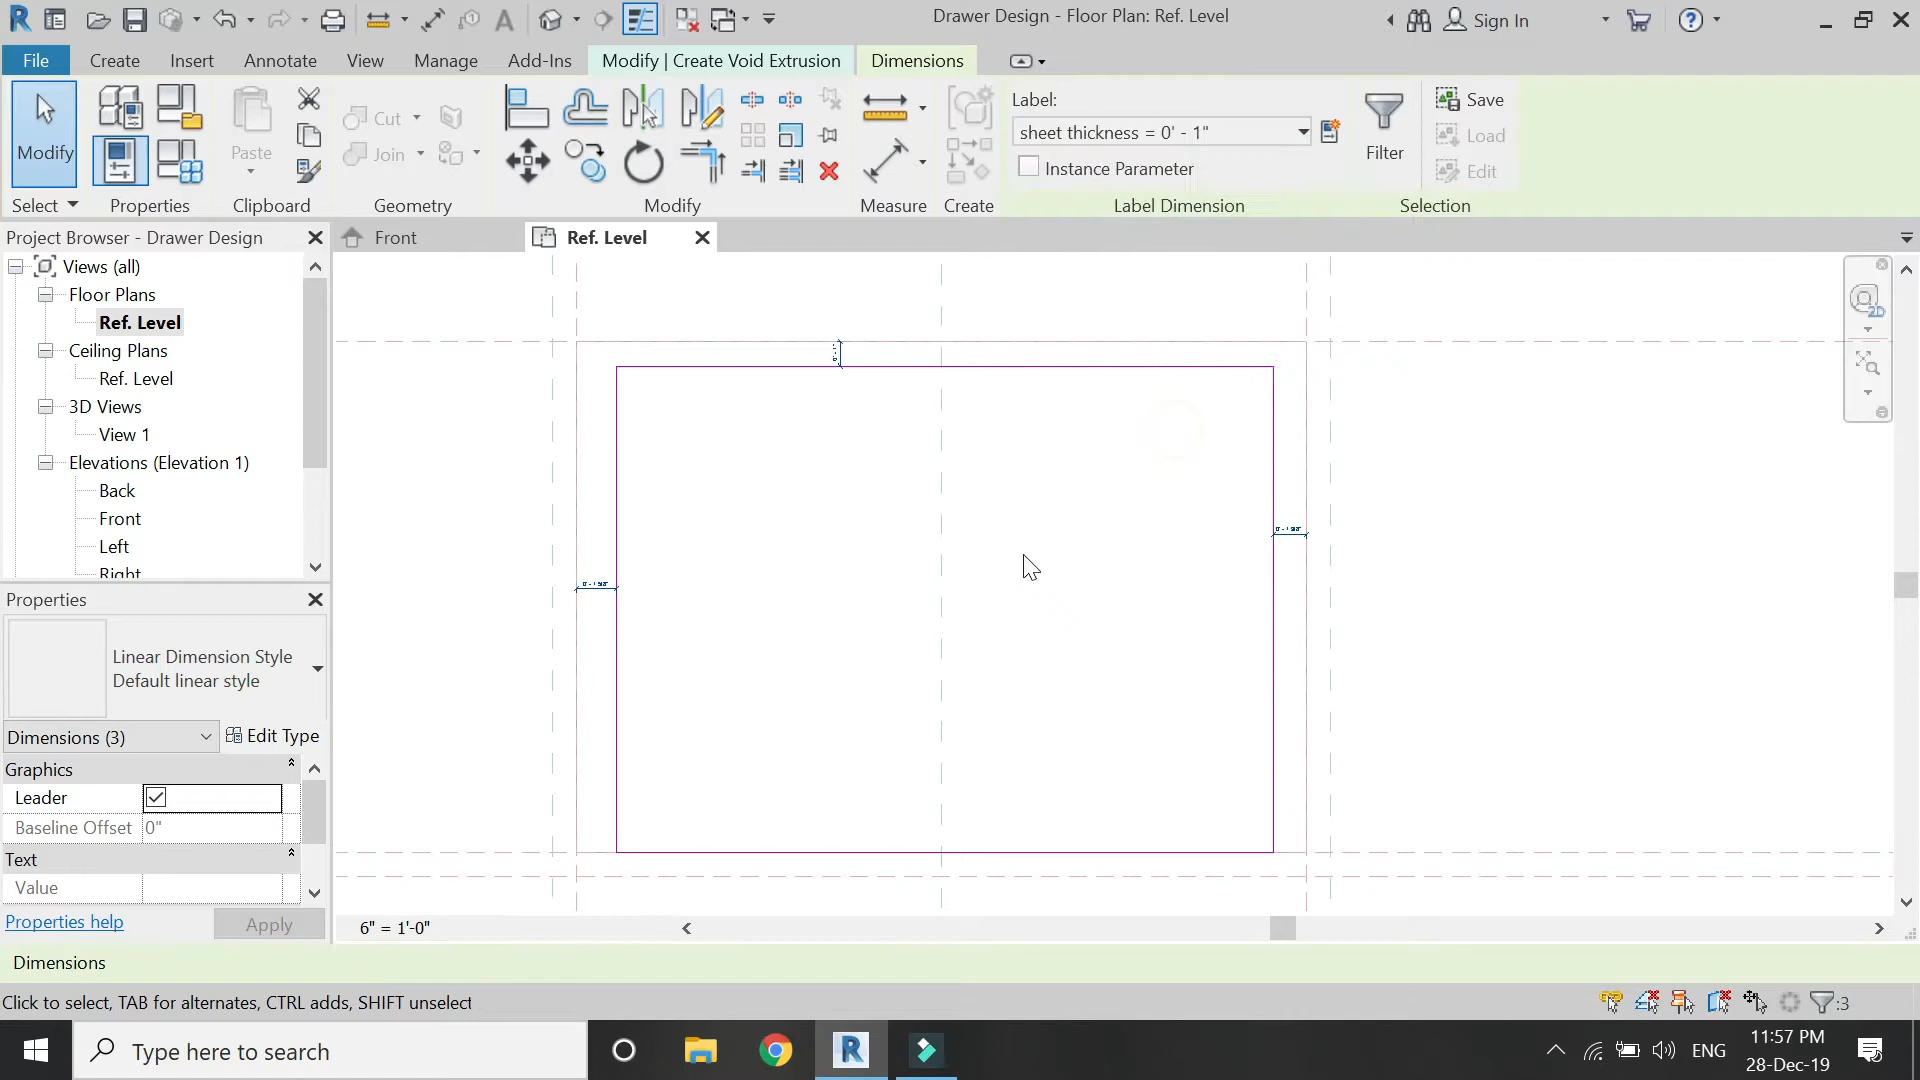 Drawer Design - Floor Plan: Ref. Level
Sign In
File
Create
Insert
Annotate
View
Manage
Add-Ins
Modify | Create Void Extrusion
Dimensions
Modify
Paste
Cut
Join
Label:
sheet thickness = 0' - 1"
Instance Parameter
Filter
Save
Load
Edit
Select
Properties
Clipboard
Geometry
Modify
Measure
Create
Label Dimension
Selection
Project Browser - Drawer Design
Front
Ref. Level
Views (all)
Floor Plans
Ref. Level
Ceiling Plans
Ref. Level
3D Views
View 1
Elevations (Elevation 1)
Back
Front
Left
Right
2D
Properties
Linear Dimension Style
Default linear style
Dimensions (3)
Edit Type
Graphics
Leader
Baseline Offset
0"
Text
Value
Properties help
Apply
6" = 1'-0"
Dimensions
Click to select, TAB for alternates, CTRL adds, SHIFT unselect
:3
Type here to search
ENG
11:57 PM
28-Dec-19